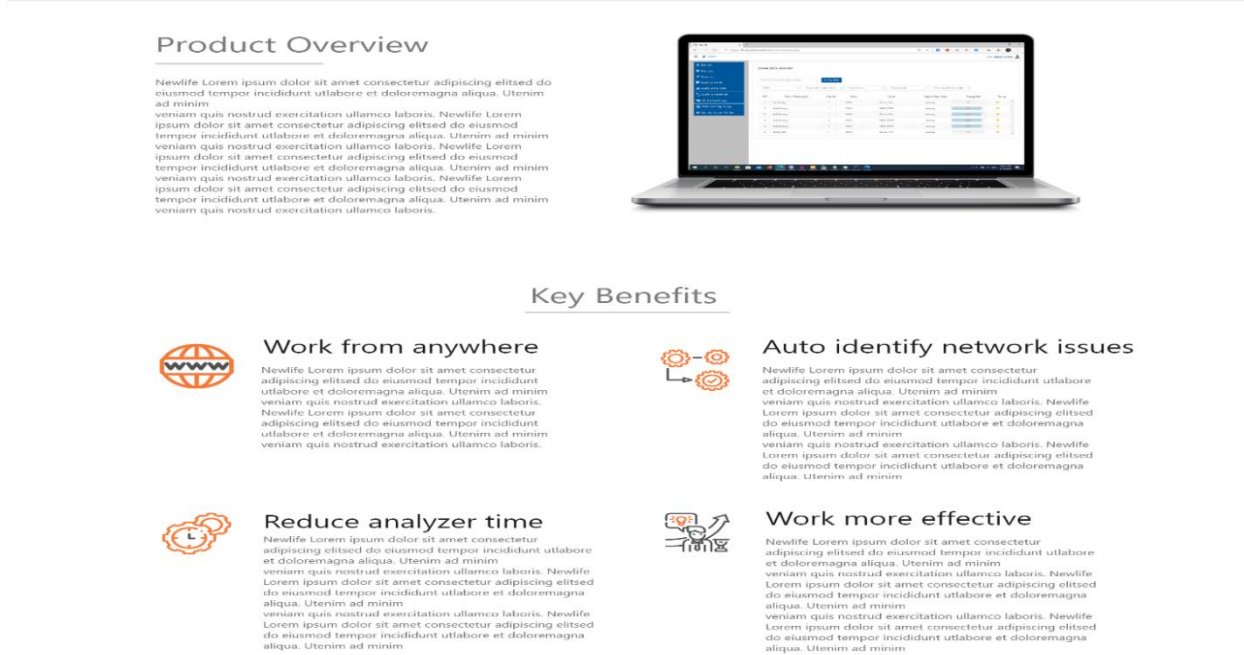 Product Overview
Newlife Lorem ipsum dolor sit amet consectetur adipiscing elitsed do
eiusmod tempor incididunt utlabore et doloremagna aliqua. Utenim
ad minim
veniam quis nostrud exercitation ullamco laboris. Newlife Lorem
ipsum dolor sit amet consectetur adipiscing elitsed do eiusmod
tempor incididunt utlabore et doloremagna aliqua. Utenim ad minim
veniam quis nostrud exercitation ullamco laboris. Newlife Lorem
ipsum dolor sit amet consectetur adipiscing elitsed do eiusmod
tempor incididunt utlabore et doloremagna aliqua. Utenim ad minim
veniam quis nostrud exercitation ullamco laboris. Newlife Lorem
ipsum dolor sit amet consectetur adipiscing elitsed do eiusmod
tempor incididunt utlabore et doloremagna aliqua. Utenim ad minim
veniam quis nostrud exercitation ullamco laboris.
Key Benefits
www
Work from anywhere
Newlife Lorem ipsum dolor sit amet consectetur
adipiscing elitsed do eiusmod tempor incididunt
utlabore et doloremagna aliqua. Utenim ad minim
veniam quis nostrud exercitation ullamco laboris.
Newlife Lorem ipsum dolor sit amet consectetur
adipiscing elitsed do eiusmod tempor incididunt
utlabore et doloremagna aliqua. Utenim ad minim
veniam quis nostrud exercitation ullamco laboris.
Auto identify network issues
Newlife Lorem ipsum dolor sit amet consectetur
adipiscing elitsed do eiusmod tempor incididunt utlabore
et doloremagna aliqua. Utenim ad minim
veniam quis nostrud exercitation ullamco laboris. Newlife
Lorem ipsum dolor sit amet consectetur adipiscing elitsed
do eiusmod tempor incididunt utlabore et doloremagna
aliqua. Utenim ad minim
veniam quis nostrud exercitation ullamco laboris. Newlife
Lorem ipsum dolor sit amet consectetur adipiscing elitsed
do eiusmod tempor incididunt utlabore et doloremagna
aliqua. Utenim ad minim
Reduce analyzer time
Newlife Lorem ipsum dolor sit amet consectetur
adipiscing elitsed do eiusmod tempor incididunt utlabore
et doloremagna aliqua. Utenim ad minim
veniam quis nostrud exercitation ullamco laboris. Newlife
Lorem ipsum dolor sit amet consectetur adipiscing elitsed
do eiusmod tempor incididunt utlabore et doloremagna
aliqua. Utenim ad minim
veniam quis nostrud exercitation ullamco laboris. Newlife
Lorem ipsum dolor sit amet consectetur adipiscing elitsed
do eiusmod tempor incididunt utlabore et doloremagna
aliqua. Utenim ad minim
Work more effective
Newlife Lorem ipsum dolor sit amet consectetur
adipiscing elitsed do eiusmod tempor incididunt utlabore
et doloremagna aliqua. Utenim ad minim
veniam quis nostrud exercitation ullamco laboris. Newlife
Lorem ipsum dolor sit amet consectetur adipiscing elitsed
do eiusmod tempor incididunt utlabore et doloremagna
aliqua. Utenim ad minim
veniam quis nostrud exercitation ullamco laboris. Newlife
Lorem ipsum dolor sit amet consectetur adipiscing elitsed
do eiusmod tempor incididunt utlabore et doloremagna
aliqua. Utenim ad minim